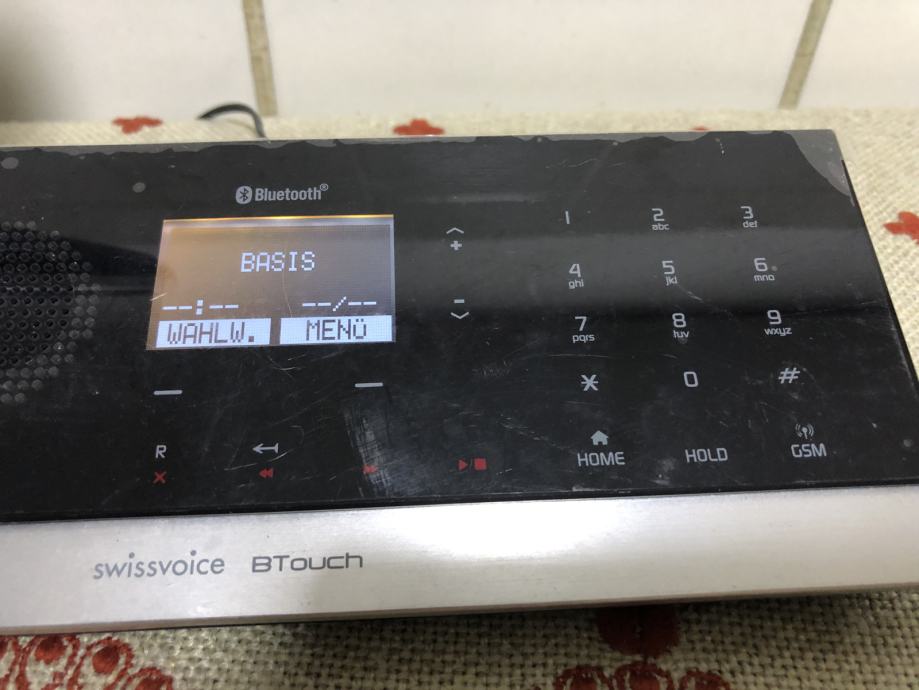 Bluetooth®
BASIS
--:-- --/--
WAHLW. MENÜ
+
-
1 2 3
abc def
4 5 6
ghi jkl mno
7 8 9
pqrs tuv wxyz
* 0 #
R
HOME HOLD GSM
swissvoice BTouch